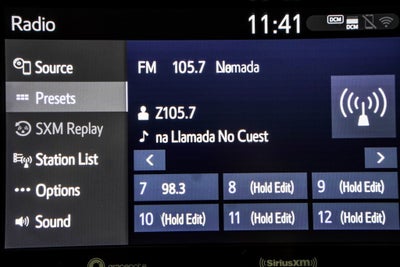 Radio 11:41 DCM
Source
Presets
SXM Replay
Station List
Options
Sound
FM 105.7 Nomada
Z105.7
na Llamada No Cuest
7 98.3 8 (Hold Edit) 9 (Hold Edit)
10 (Hold Edit) 11 (Hold Edit) 12 (Hold Edit)
gracenote SiriusXM